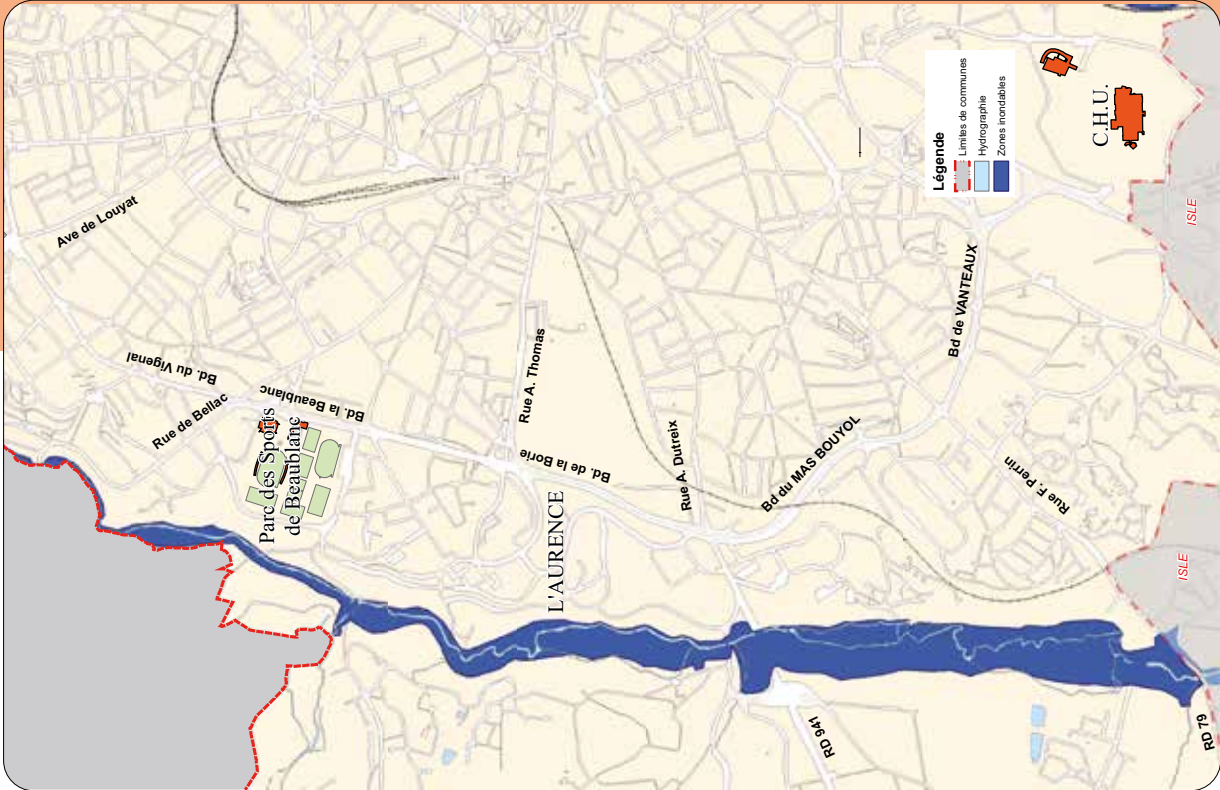 Légende
Limites de communes
Hydrographie
Zones inondables
C.H.U.
ISLE
Ave de Louyat
Bd. du Vigenal
Rue de Bellac
Bd. la Beaublanc
Parc des Sports
de Beaublanc
Rue A. Thomas
Bd. de la Borie
L'AURENCE
Rue A. Dutreix
Bd du MAS BOUYOL
Bd de VANTEAUX
Rue F. Perrin
ISLE
RD 941
RD 79